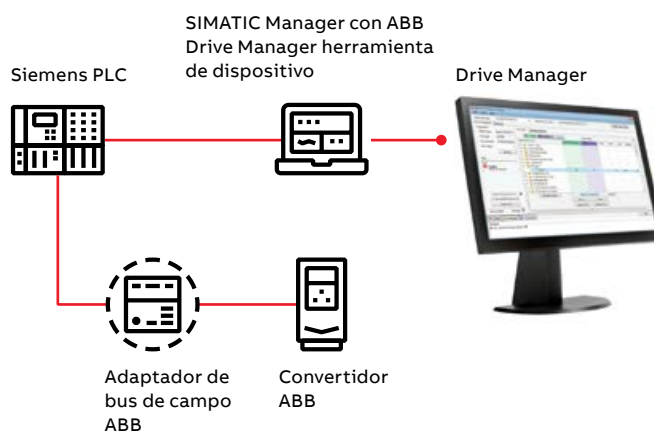 SIMATIC Manager con ABB
Drive Manager herramienta
de dispositivo
Siemens PLC
Drive Manager
Adaptador de
bus de campo
ABB
Convertidor
ABB